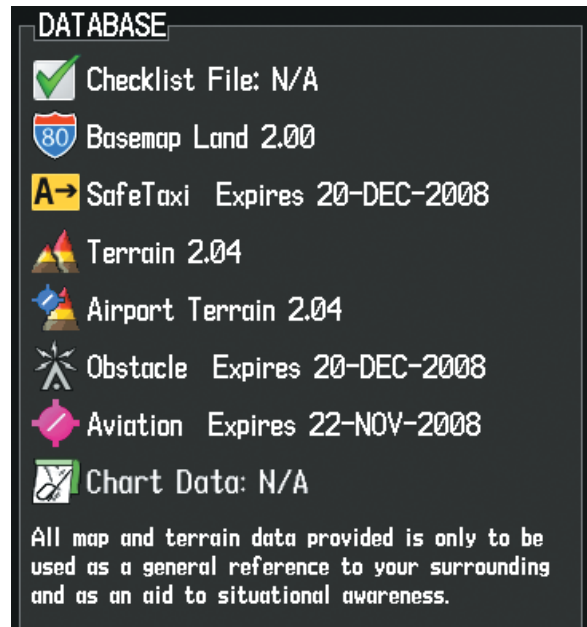 DATABASE
Checklist File: N/A
80 Basemap Land 2.00
A→ SafeTaxi Expires 20-DEC-2008
Terrain 2.04
Airport Terrain 2.04
Obstacle Expires 20-DEC-2008
Aviation Expires 22-NOV-2008
Chart Data: N/A
All map and terrain data provided is only to be
used as a general reference to your surrounding
and as an aid to situational awareness.